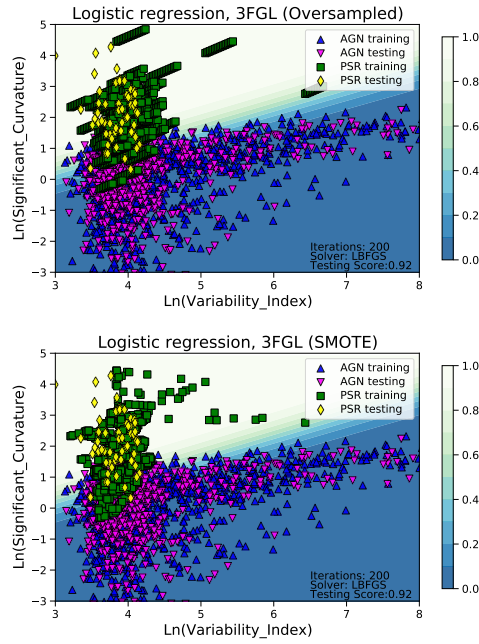 Logistic regression, 3FGL (Oversampled)
5
4
3
2
1
0
−1
−2
−3
Ln(Significant_Curvature)
AGN training
AGN testing
PSR training
PSR testing
Iterations: 200
Solver: LBFGS
Testing Score:0.92
3
4
5
6
7
8
Ln(Variability_Index)
1.0
0.8
0.6
0.4
0.2
0.0
Logistic regression, 3FGL (SMOTE)
5
4
3
2
1
0
−1
−2
−3
Ln(Significant_Curvature)
AGN training
AGN testing
PSR training
PSR testing
Iterations: 200
Solver: LBFGS
Testing Score:0.92
3
4
5
6
7
8
Ln(Variability_Index)
1.0
0.8
0.6
0.4
0.2
0.0